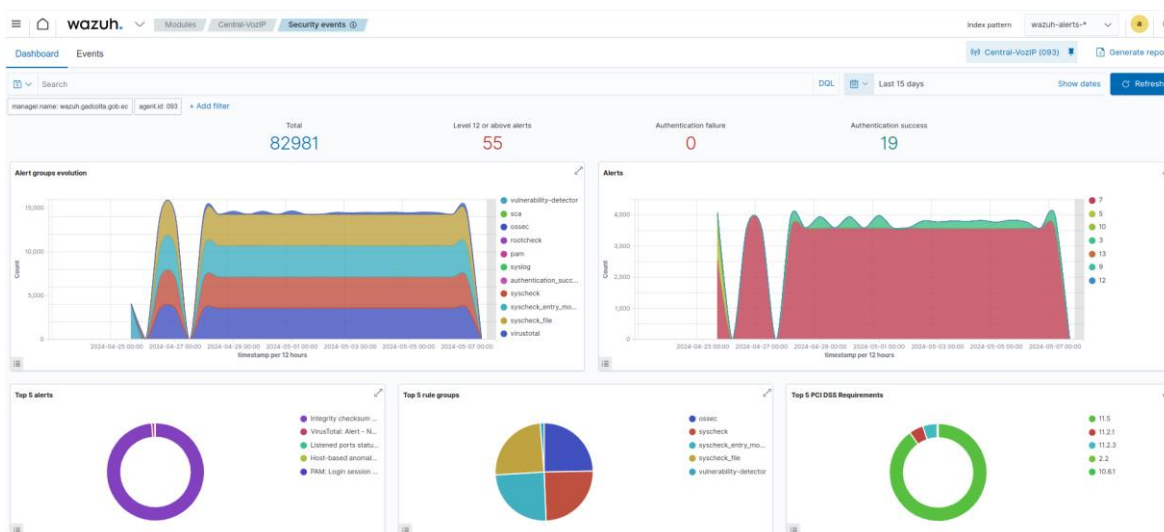 wazuh. Modules Central-VozIP Security events Index pattern wazuh-alerts-* a
Dashboard Events Central-VozIP (093) Generate repo
Search DQL Last 15 days Show dates Refresh
manager.name: wazuh.gadcolta.gob.ec agent.id: 093 + Add filter
Total Level 12 or above alerts Authentication failure Authentication success
82981 55 0 19
Alert groups evolution
15,000
10,000
5,000
0
Count
2024-04-25 00:00 2024-04-27 00:00 2024-04-29 00:00 2024-05-01 00:00 2024-05-03 00:00 2024-05-05 00:00 2024-05-07 00:00
timestamp per 12 hours
vulnerability-detector
sca
ossec
rootcheck
pam
syslog
authentication_succ...
syscheck
syscheck_entry_mo...
syscheck_file
virustotal
Alerts
4,000
3,000
2,000
1,000
0
Count
2024-04-25 00:00 2024-04-27 00:00 2024-04-29 00:00 2024-05-01 00:00 2024-05-03 00:00 2024-05-05 00:00 2024-05-07 00:00
timestamp per 12 hours
7
5
10
3
13
9
12
Top 5 alerts
Integrity checksum ...
VirusTotal: Alert - N...
Listened ports statu...
Host-based anomal...
PAM: Login session ...
Top 5 rule groups
ossec
syscheck
syscheck_entry_mo...
syscheck_file
vulnerability-detector
Top 5 PCI DSS Requirements
11.5
11.2.1
11.2.3
2.2
10.6.1